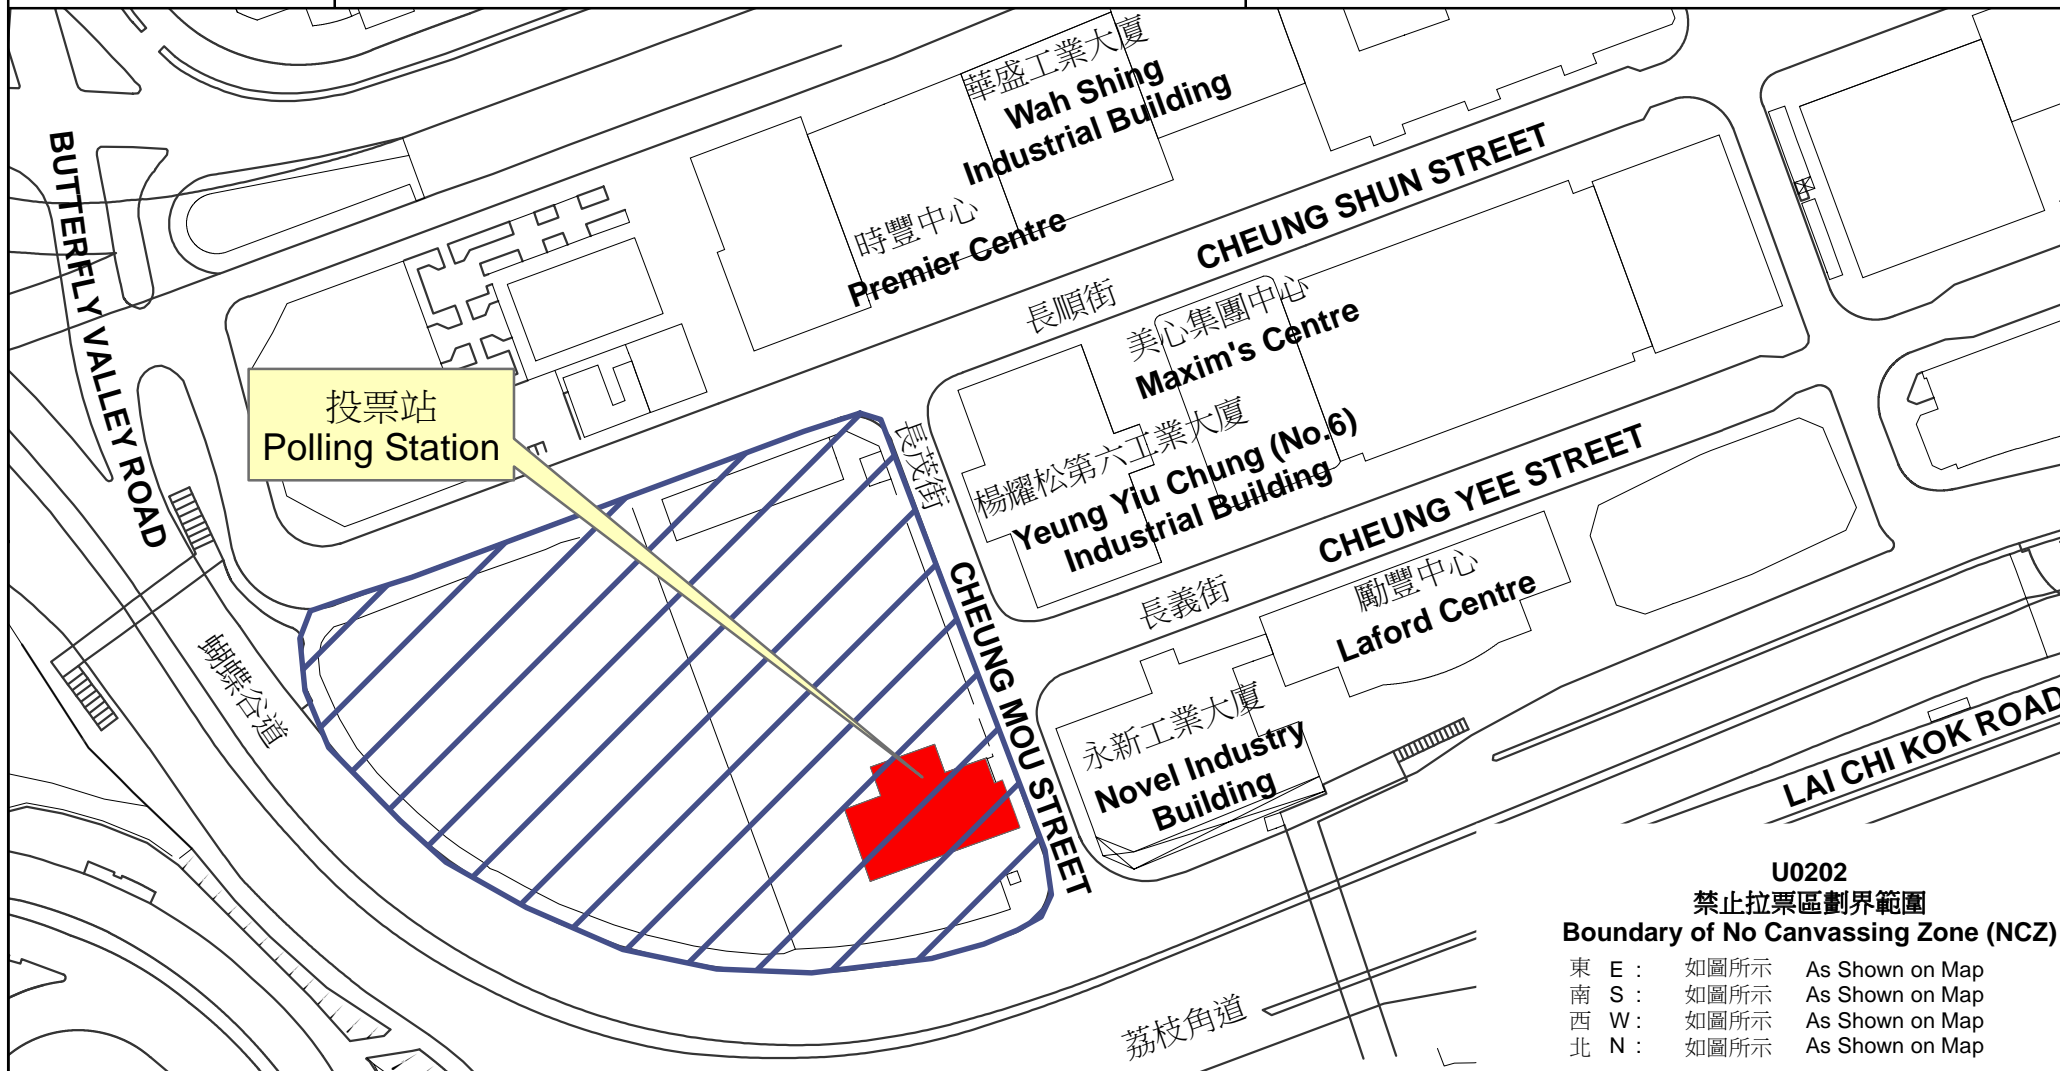 華盛工業大廈
Wah Shing
Industrial Building
BUTTERFLY VALLEY ROAD
時豐中心
Premier Centre
CHEUNG SHUN STREET
長順街
美心集團中心
Maxim's Centre
投票站
Polling Station
長茂街
楊耀松第六工業大廈
Yeung Yiu Chung (No.6)
Industrial Building
CHEUNG YEE STREET
長義街
勵豐中心
Laford Centre
CHEUNG MOU STREET
蝴蝶谷道
永新工業大廈
Novel Industry
Building
LAI CHI KOK ROAD
荔枝角道
U0202
禁止拉票區劃界範圍
Boundary of No Canvassing Zone (NCZ)
東 E : 如圖所示 As Shown on Map
南 S : 如圖所示 As Shown on Map
西 W : 如圖所示 As Shown on Map
北 N : 如圖所示 As Shown on Map